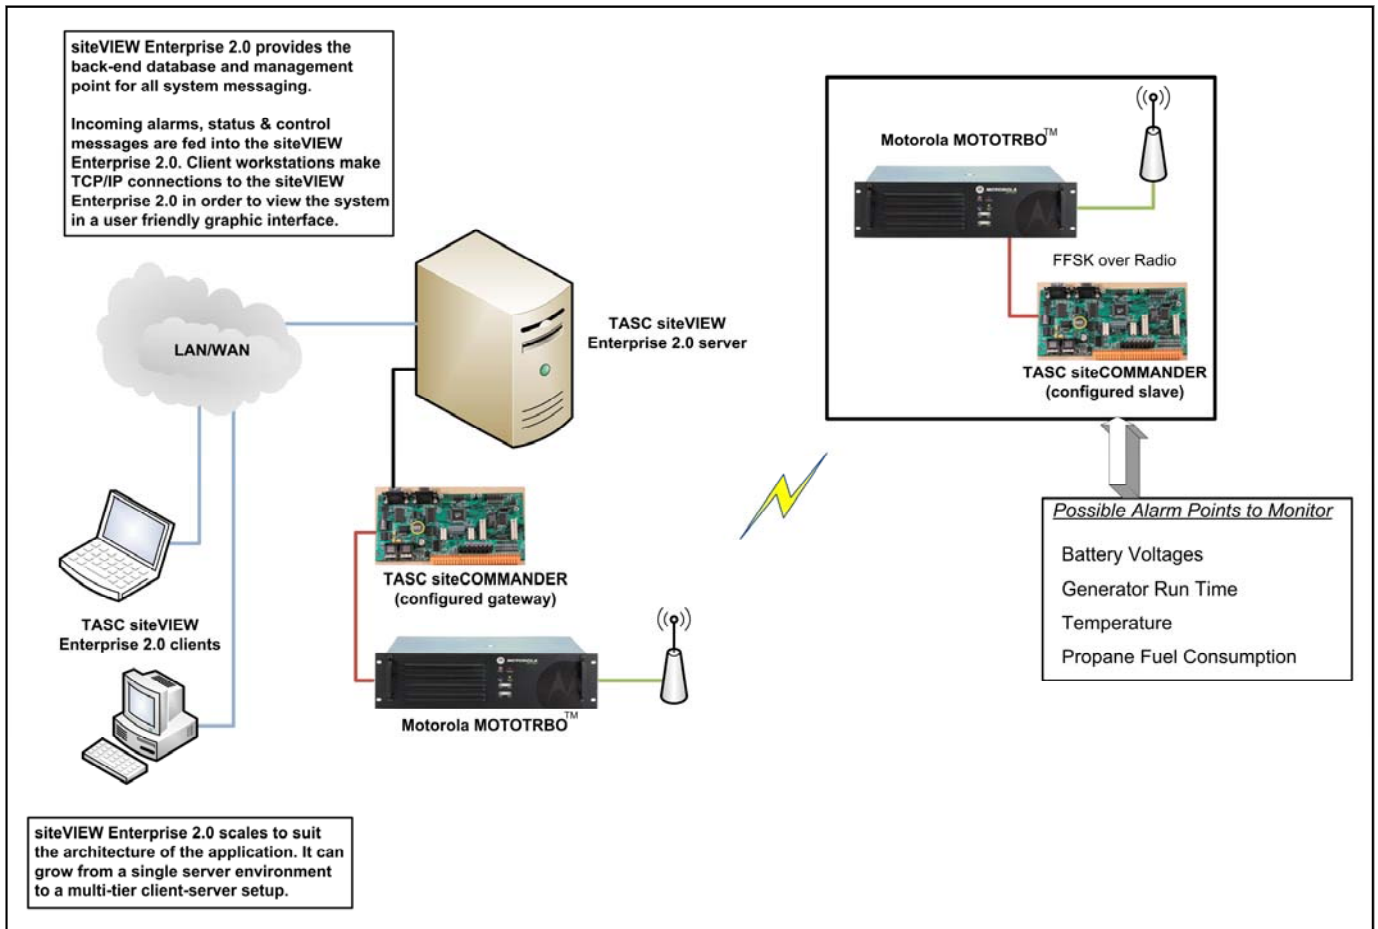 siteVIEW Enterprise 2.0 provides the
back-end database and management
point for all system messaging.
Incoming alarms, status & control
messages are fed into the siteVIEW
Enterprise 2.0. Client workstations make
TCP/IP connections to the siteVIEW
Enterprise 2.0 in order to view the system
in a user friendly graphic interface.
LAN/WAN
TASC siteVIEW
Enterprise 2.0 server
TASC siteCOMMANDER
(configured gateway)
TASC siteVIEW
Enterprise 2.0 clients
MOTOROLA
Motorola MOTOTRBO™
siteVIEW Enterprise 2.0 scales to suit
the architecture of the application. It can
grow from a single server environment
to a multi-tier client-server setup.
Motorola MOTOTRBO™
MOTOROLA
FFSK over Radio
TASC siteCOMMANDER
(configured slave)
Possible Alarm Points to Monitor
Battery Voltages
Generator Run Time
Temperature
Propane Fuel Consumption